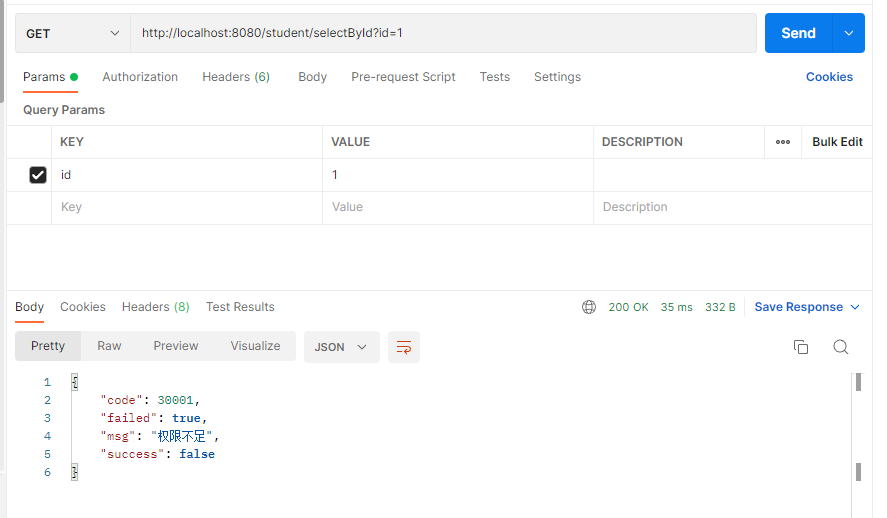 GET http://localhost:8080/student/selectById?id=1 Send
Params Authorization Headers (6) Body Pre-request Script Tests Settings Cookies
Query Params
KEY VALUE DESCRIPTION ooo Bulk Edit
id 1
Key Value Description
Body Cookies Headers (8) Test Results 200 OK 35 ms 332 B Save Response
Pretty Raw Preview Visualize JSON
1 {
2 "code": 30001,
3 "failed": true,
4 "msg": "权限不足",
5 "success": false
6 }